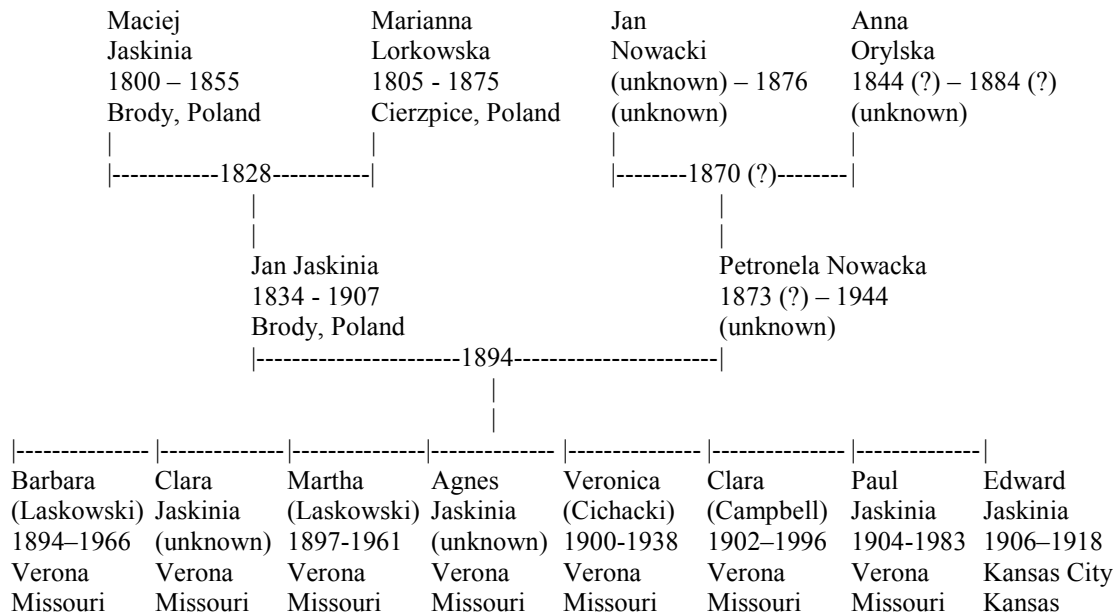 Maciej Marianna Jan Anna
Jaskinia Lorkowska Nowacki Orylska
1800 – 1855 1805 - 1875 (unknown) – 1876 1844 (?) – 1884 (?)
Brody, Poland Cierzpice, Poland (unknown) (unknown)
| | | |
|------------1828-----------| |--------1870 (?)--------|
| |
| |
Jan Jaskinia Petronela Nowacka
1834 - 1907 1873 (?) – 1944
Brody, Poland (unknown)
|-----------------------1894-----------------------|
|
|
|--------------- |--------------|---------------|-------------- |--------------- |--------------- |--------------|
Barbara Clara Martha Agnes Veronica Clara Paul Edward
(Laskowski) Jaskinia (Laskowski) Jaskinia (Cichacki) (Campbell) Jaskinia Jaskinia
1894–1966 (unknown) 1897-1961 (unknown) 1900-1938 1902–1996 1904-1983 1906–1918
Verona Verona Verona Verona Verona Verona Verona Kansas City
Missouri Missouri Missouri Missouri Missouri Missouri Missouri Kansas